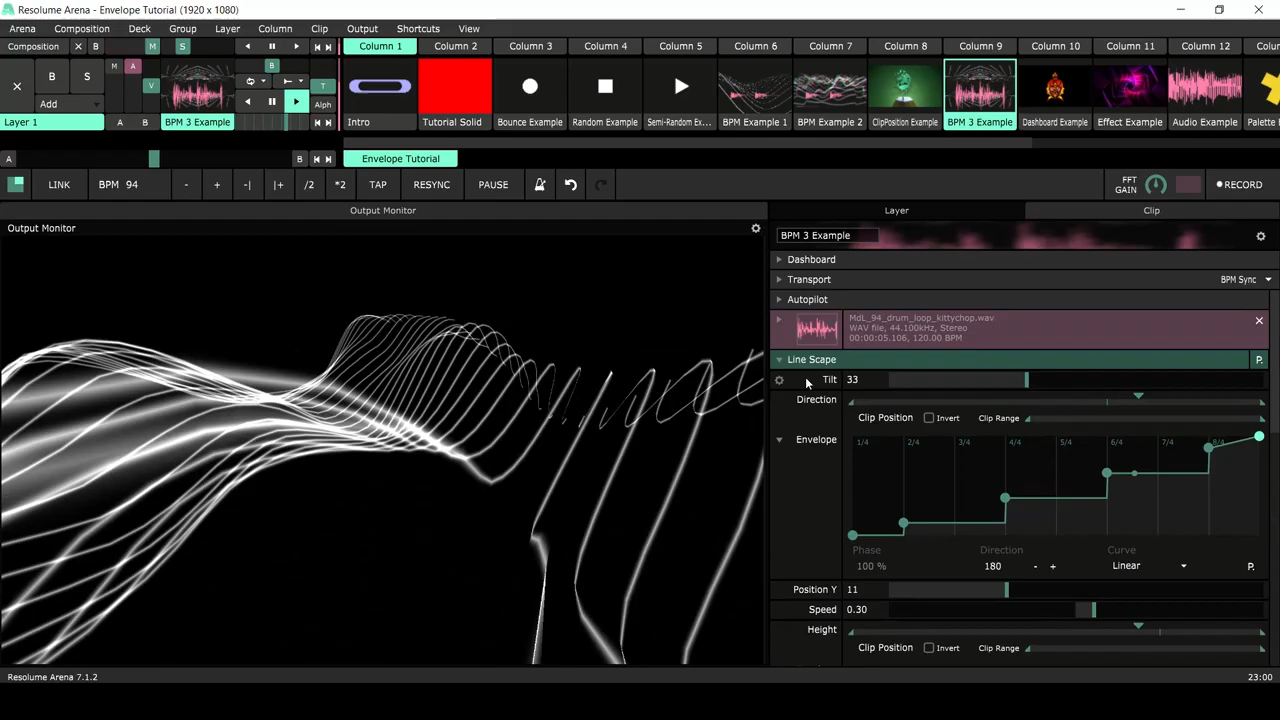 Resolume Arena - Envelope Tutorial (1920 x 1080)
Arena Composition Deck Group Layer Column Clip Output Shortcuts View
Composition X B M S Column 1 Column 2 Column 3 Column 4 Column 5 Column 6 Column 7 Column 8 Column 9 Column 10 Column 11 Column 12 Colu
B S M A V B T
Add Alph
Layer 1 A B BPM 3 Example Intro Tutorial Solid Bounce Example Random Example Semi-Random Ex... BPM Example 1 BPM Example 2 ClipPosition Example BPM 3 Example Dashboard Example Effect Example Audio Example Palette E
A B Envelope Tutorial
LINK BPM 94 - + -| |+ /2 *2 TAP RESYNC PAUSE FFT GAIN RECORD
Output Monitor Layer Clip
Output Monitor
BPM 3 Example
Dashboard
Transport BPM Sync
Autopilot
MdL_94_drum_loop_kittychop.wav
WAV file, 44.100kHz, Stereo
00:00:05.106, 120.00 BPM
Line Scape P.
Tilt 33
Direction
Clip Position Invert Clip Range
Envelope 1/4 2/4 3/4 4/4 5/4 6/4 7/4 8/4
Phase Direction Curve
100 % 180 - + Linear P.
Position Y 11
Speed 0.30
Height
Clip Position Invert Clip Range
Resolume Arena 7.1.2 23:00